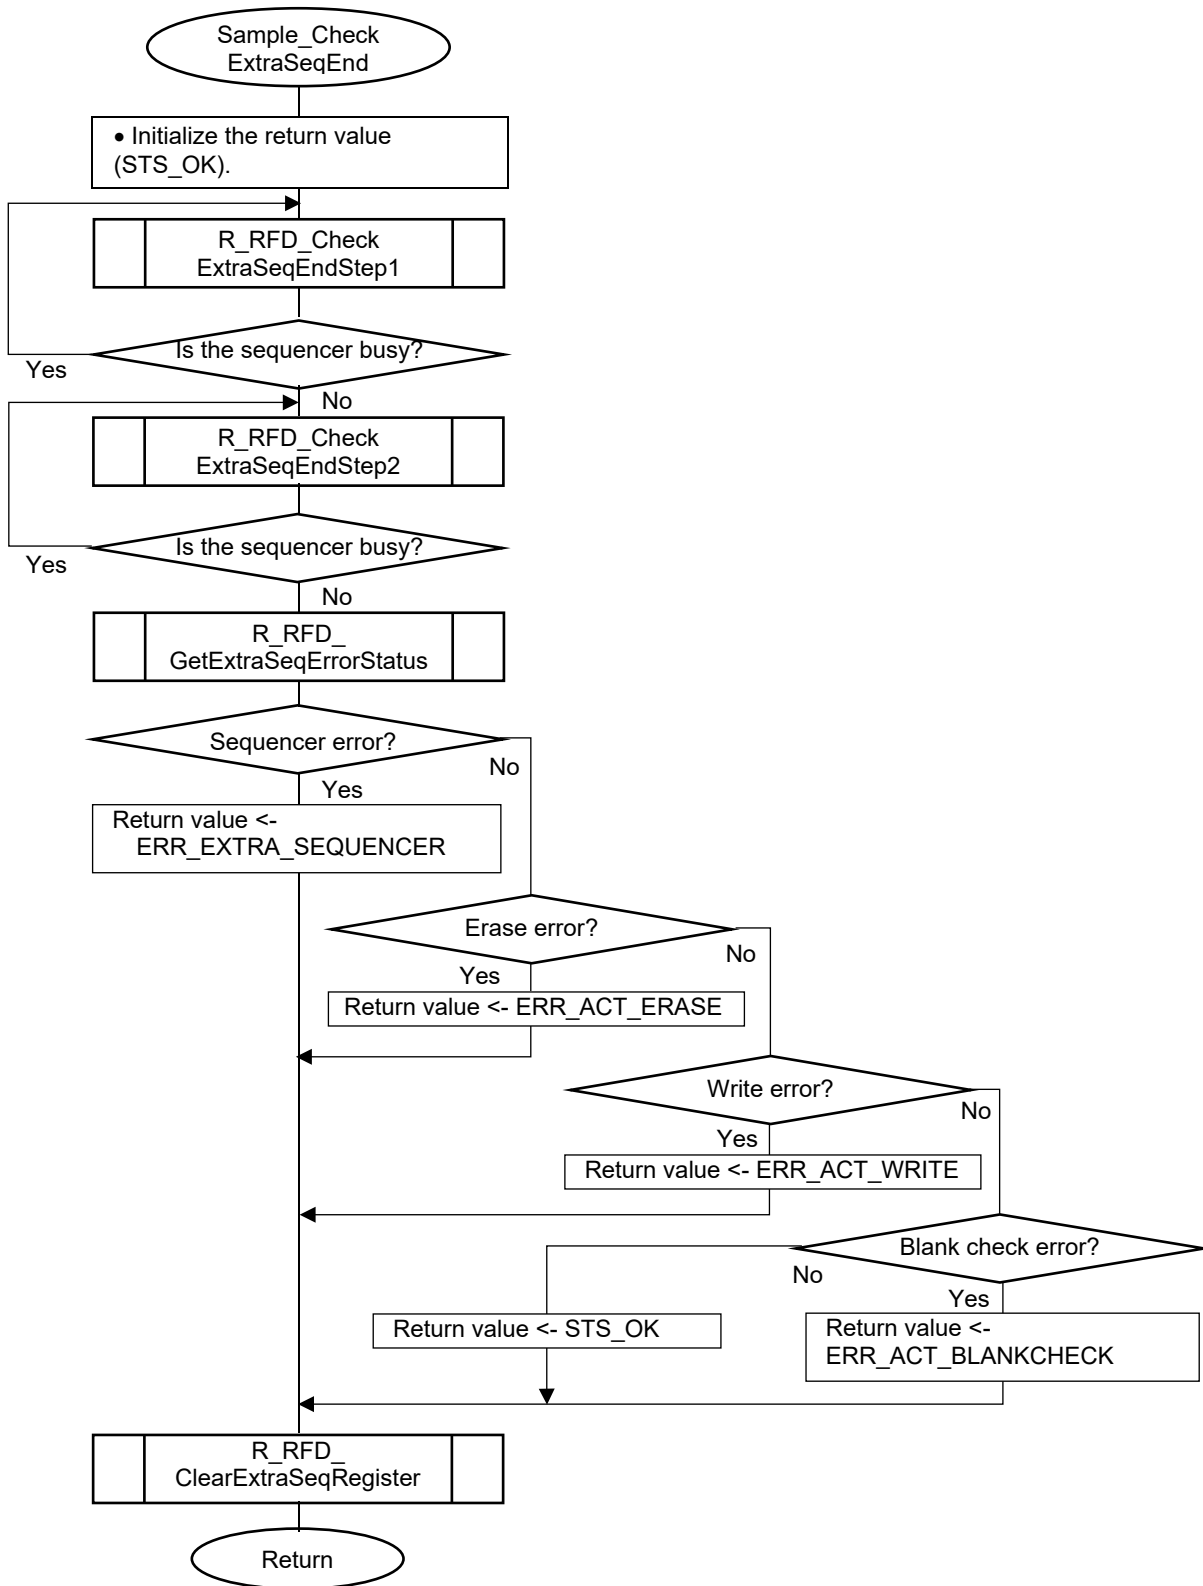 Sample_Check
ExtraSeqEnd
• Initialize the return value
(STS_OK).
R_RFD_Check
ExtraSeqEndStep1
Is the sequencer busy?
Yes
No
R_RFD_Check
ExtraSeqEndStep2
Is the sequencer busy?
Yes
No
R_RFD_
GetExtraSeqErrorStatus
Sequencer error?
No
Yes
Return value <-
ERR_EXTRA_SEQUENCER
Erase error?
No
Yes
Return value <- ERR_ACT_ERASE
Write error?
No
Yes
Return value <- ERR_ACT_WRITE
Blank check error?
No
Yes
Return value <- STS_OK
Return value <-
ERR_ACT_BLANKCHECK
R_RFD_
ClearExtraSeqRegister
Return